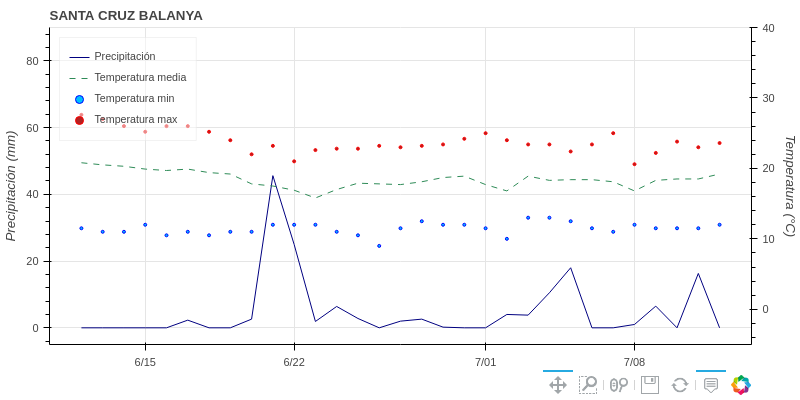 SANTA CRUZ BALANYA
Precipitación
Temperatura media
Temperatura min
Temperatura max
Precipitación (mm)
80
60
40
20
0
40
30
20
10
0
Temperatura (°C)
6/15
6/22
7/01
7/08